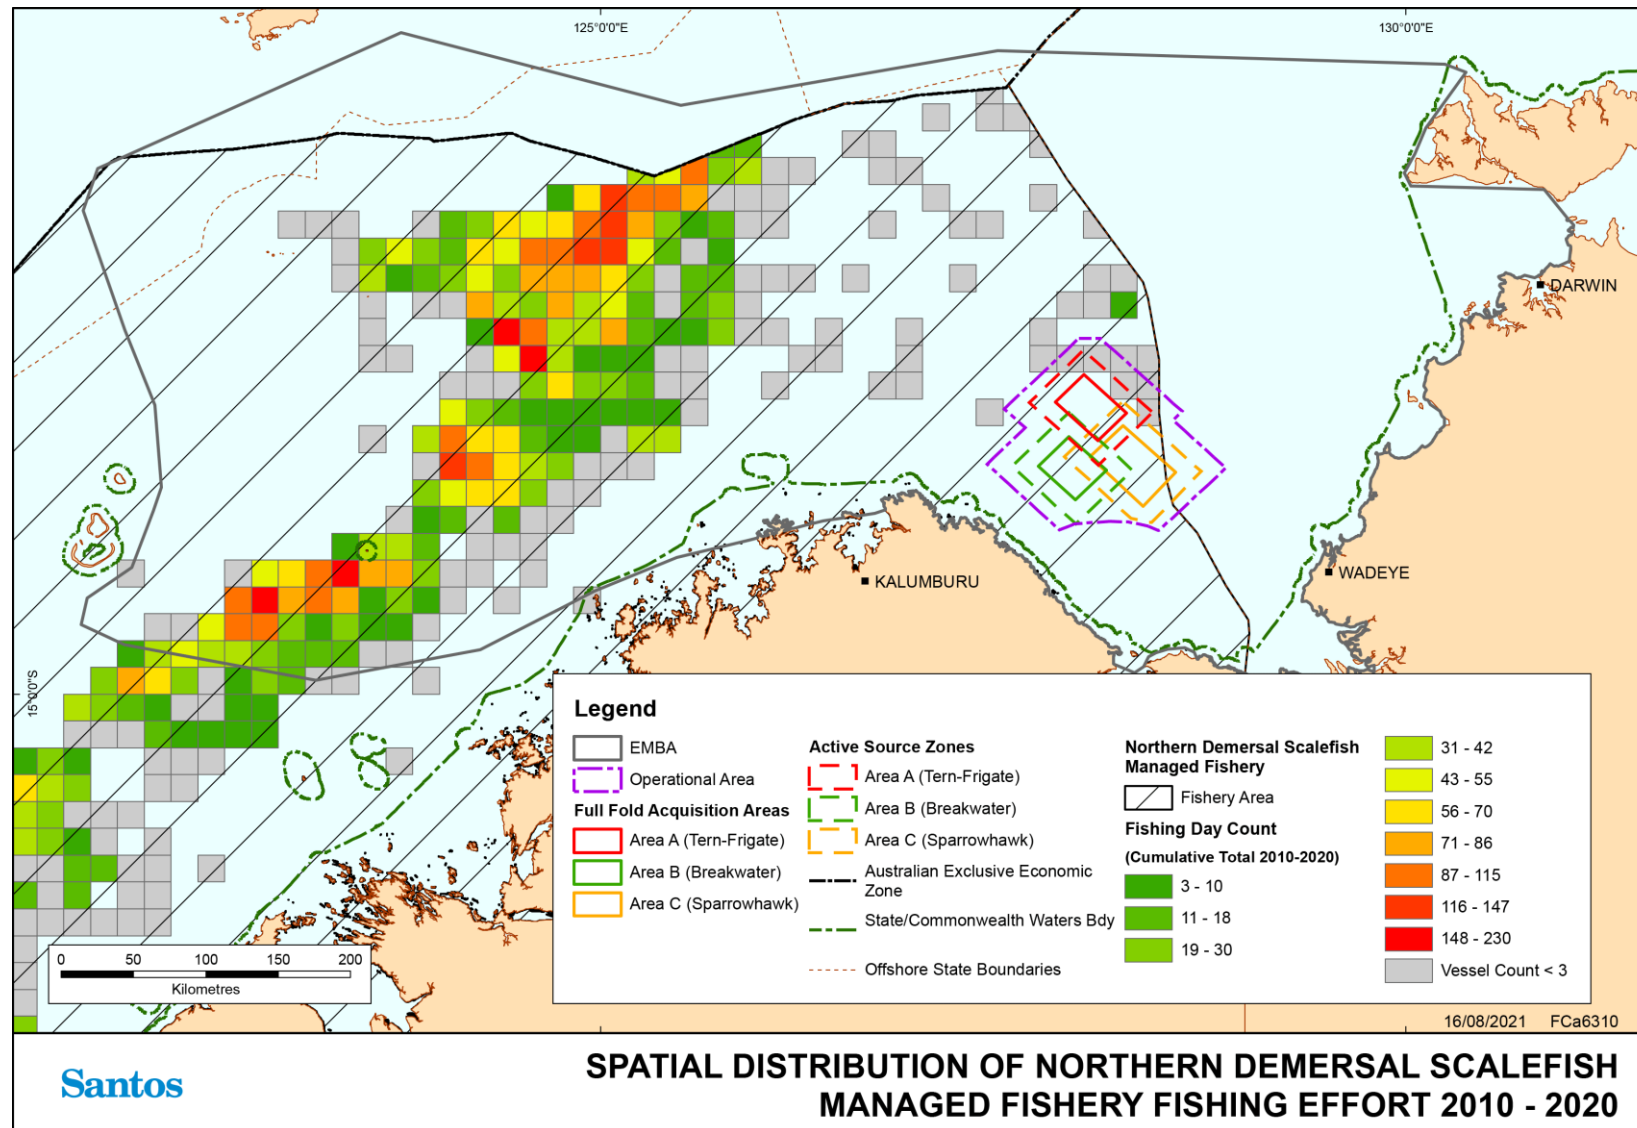 125°0'0"E
130°0'0"E
DARWIN
WADEYE
KALUMBURU
15°0'0"S
Legend
EMBA
Operational Area
Full Fold Acquisition Areas
Area A (Tern-Frigate)
Area B (Breakwater)
Area C (Sparrowhawk)
Active Source Zones
Area A (Tern-Frigate)
Area B (Breakwater)
Area C (Sparrowhawk)
Australian Exclusive Economic
Zone
State/Commonwealth Waters Bdy
Offshore State Boundaries
Northern Demersal Scalefish
Managed Fishery
Fishery Area
Fishing Day Count
(Cumulative Total 2010-2020)
3 - 10
11 - 18
19 - 30
31 - 42
43 - 55
56 - 70
71 - 86
87 - 115
116 - 147
148 - 230
Vessel Count < 3
0 50 100 150 200
Kilometres
16/08/2021 FCa6310
Santos
SPATIAL DISTRIBUTION OF NORTHERN DEMERSAL SCALEFISH
MANAGED FISHERY FISHING EFFORT 2010 - 2020